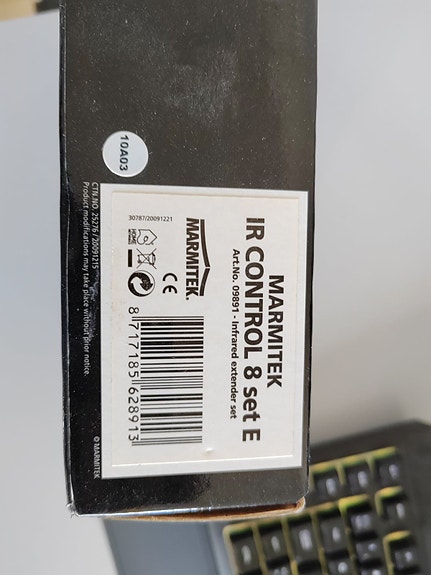 MARMITEK
IR CONTROL 8 set E
Art.No. 09891 - Infrared extender set
MARMITEK.
CE
8 717185 628913
30787/20091221
10A03
CTN.NO. 25276 / 20091215
Product modifications may take place without prior notice.
© MARMITEK